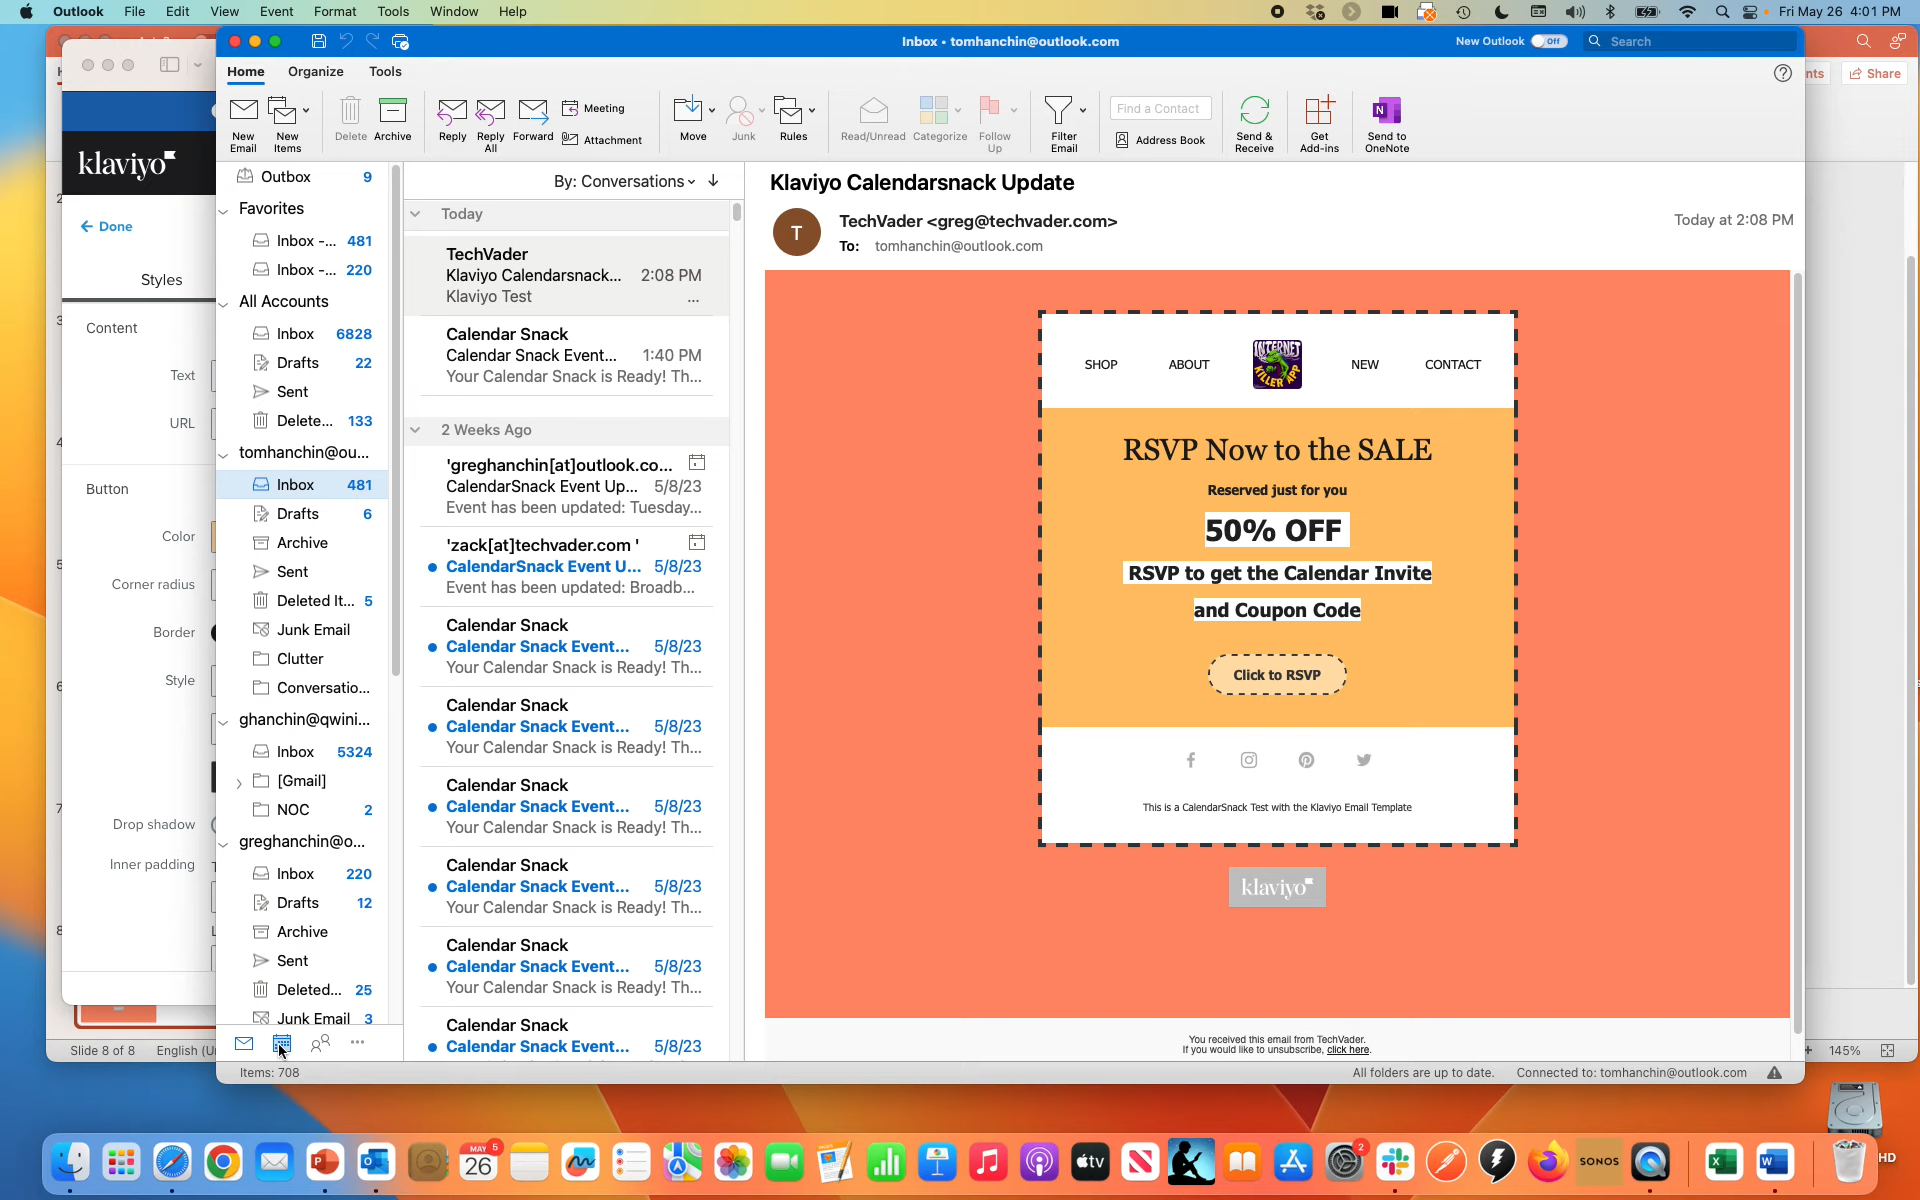 Outlook File Edit View Event Format Tools Window Help
Fri May 26 4:01 PM
Inbox • tomhanchin@outlook.com
New Outlook Off
Search
Home Organize Tools
Share
New Email
New Items
Delete
Archive
Reply
Reply All
Forward
Meeting
Attachment
Move
Junk
Rules
Read/Unread
Categorize
Follow Up
Filter Email
Find a Contact
Address Book
Send & Receive
Get Add-ins
Send to OneNote
klaviyo
Done
Styles
Content
Text
URL
Button
Color
Corner radius
Border
Style
Drop shadow
Inner padding
Outbox 9
Favorites
Inbox -... 481
Inbox -... 220
All Accounts
Inbox 6828
Drafts 22
Sent
Delete... 133
tomhanchin@ou...
Inbox 481
Drafts 6
Archive
Sent
Deleted It... 5
Junk Email
Clutter
Conversatio...
ghanchin@qwini...
Inbox 5324
[Gmail]
NOC 2
greghanchin@o...
Inbox 220
Drafts 12
Archive
Sent
Deleted... 25
Junk Email 3
Items: 708
By: Conversations
Today
TechVader
Klaviyo Calendarsnack... 2:08 PM
Klaviyo Test ...
Calendar Snack
Calendar Snack Event... 1:40 PM
Your Calendar Snack is Ready! Th...
2 Weeks Ago
'greghanchin[at]outlook.co...
CalendarSnack Event Up... 5/8/23
Event has been updated: Tuesday...
'zack[at]techvader.com '
CalendarSnack Event U... 5/8/23
Event has been updated: Broadb...
Calendar Snack
Calendar Snack Event... 5/8/23
Your Calendar Snack is Ready! Th...
Calendar Snack
Calendar Snack Event... 5/8/23
Your Calendar Snack is Ready! Th...
Calendar Snack
Calendar Snack Event... 5/8/23
Your Calendar Snack is Ready! Th...
Calendar Snack
Calendar Snack Event... 5/8/23
Your Calendar Snack is Ready! Th...
Calendar Snack
Calendar Snack Event... 5/8/23
Your Calendar Snack is Ready! Th...
Calendar Snack
Calendar Snack Event... 5/8/23
Klaviyo Calendarsnack Update
T
TechVader <greg@techvader.com>
Today at 2:08 PM
To: tomhanchin@outlook.com
SHOP ABOUT NEW CONTACT
INTERNET
KILLER APP
RSVP Now to the SALE
Reserved just for you
50% OFF
RSVP to get the Calendar Invite
and Coupon Code
Click to RSVP
This is a CalendarSnack Test with the Klaviyo Email Template
klaviyo
You received this email from TechVader.
If you would like to unsubscribe, click here.
All folders are up to date. Connected to: tomhanchin@outlook.com
Slide 8 of 8
145%
MAY
26
5
tv
2
SONOS
HD